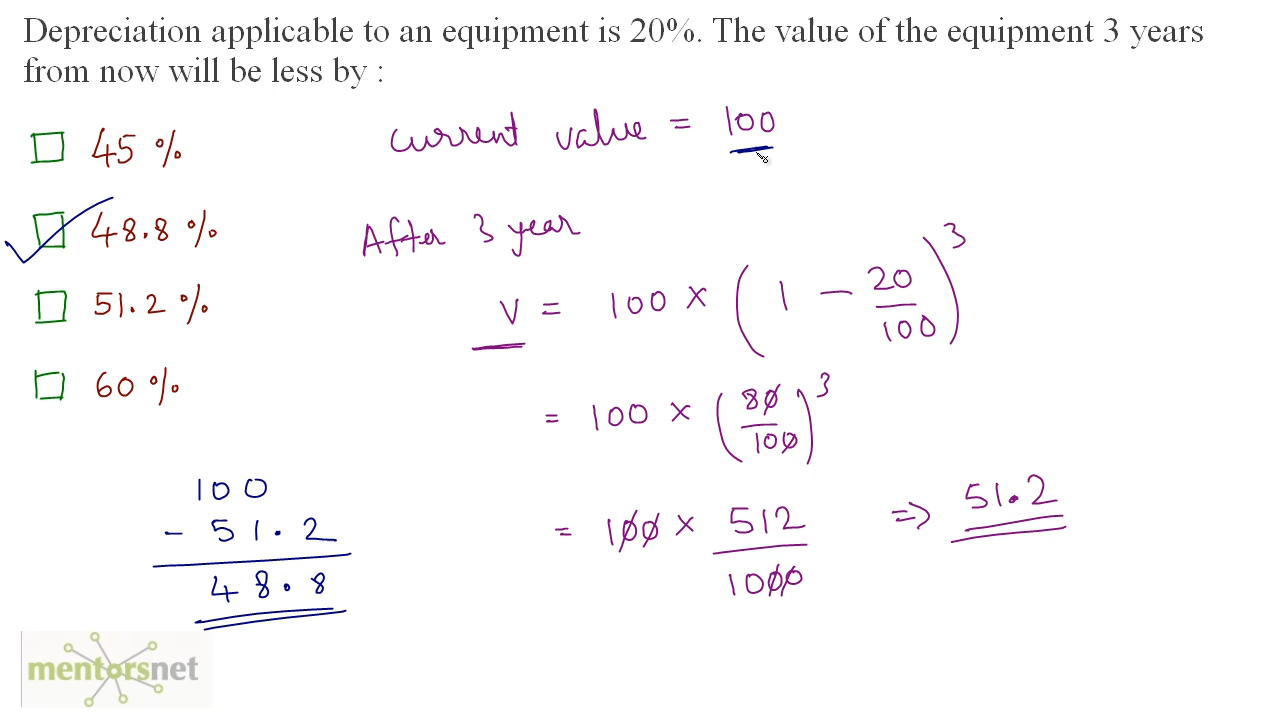 Depreciation applicable to an equipment is 20%. The value of the equipment 3 years
from now will be less by :
45 %
48.8 %
51.2 %
60 %
current value = 100
After 3 year
V = 100 × ( 1 − 20/100 )^3
= 100 × ( 80/100 )^3
= 100 × 512/1000 => 51.2
100
− 51.2
48.8
mentorsnet